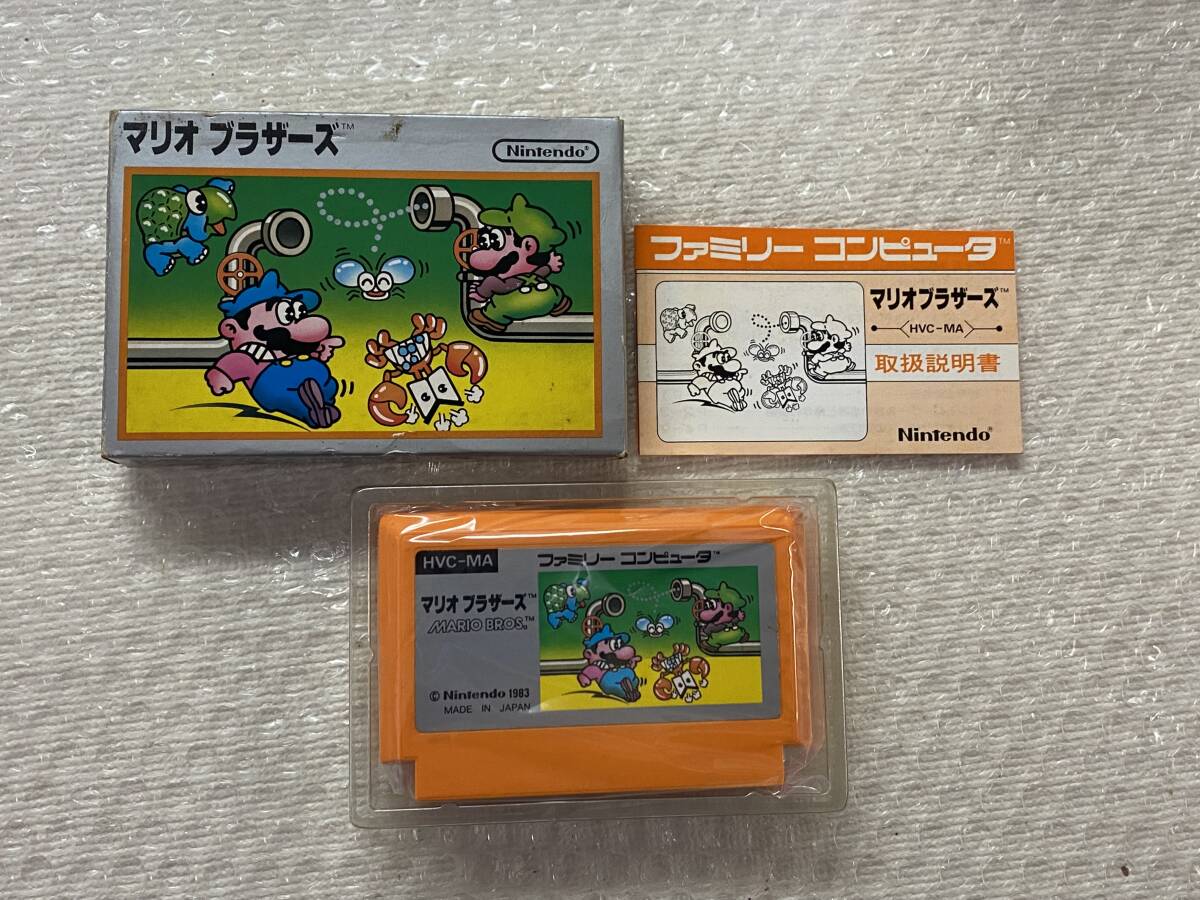 マリオ ブラザーズ™
Nintendo®
ファミリー コンピュータ™
マリオブラザーズ™
HVC-MA
取扱説明書
Nintendo®
HVC-MA
ファミリー コンピュータ™
マリオ ブラザーズ™
MARIO BROS.™
© Nintendo 1983
MADE IN JAPAN